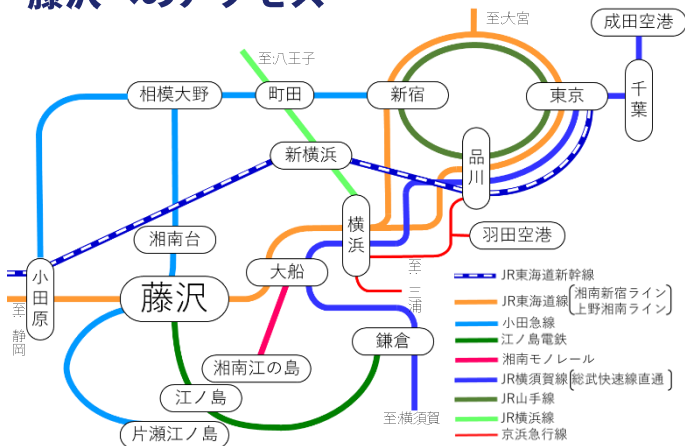 藤沢へのアクセス
至:大宮
成田空港
至:八王子
相模大野
町田
新宿
東京
千葉
新横浜
品川
横浜
湘南台
羽田空港
小田原
藤沢
大船
至:三浦
至:静岡
鎌倉
湘南江の島
江ノ島
片瀬江ノ島
至:横須賀
JR東海道新幹線
JR東海道線(湘南新宿ライン
上野湘南ライン)
小田急線
江ノ島電鉄
湘南モノレール
JR横須賀線(総武快速線直通)
JR山手線
JR横浜線
京浜急行線